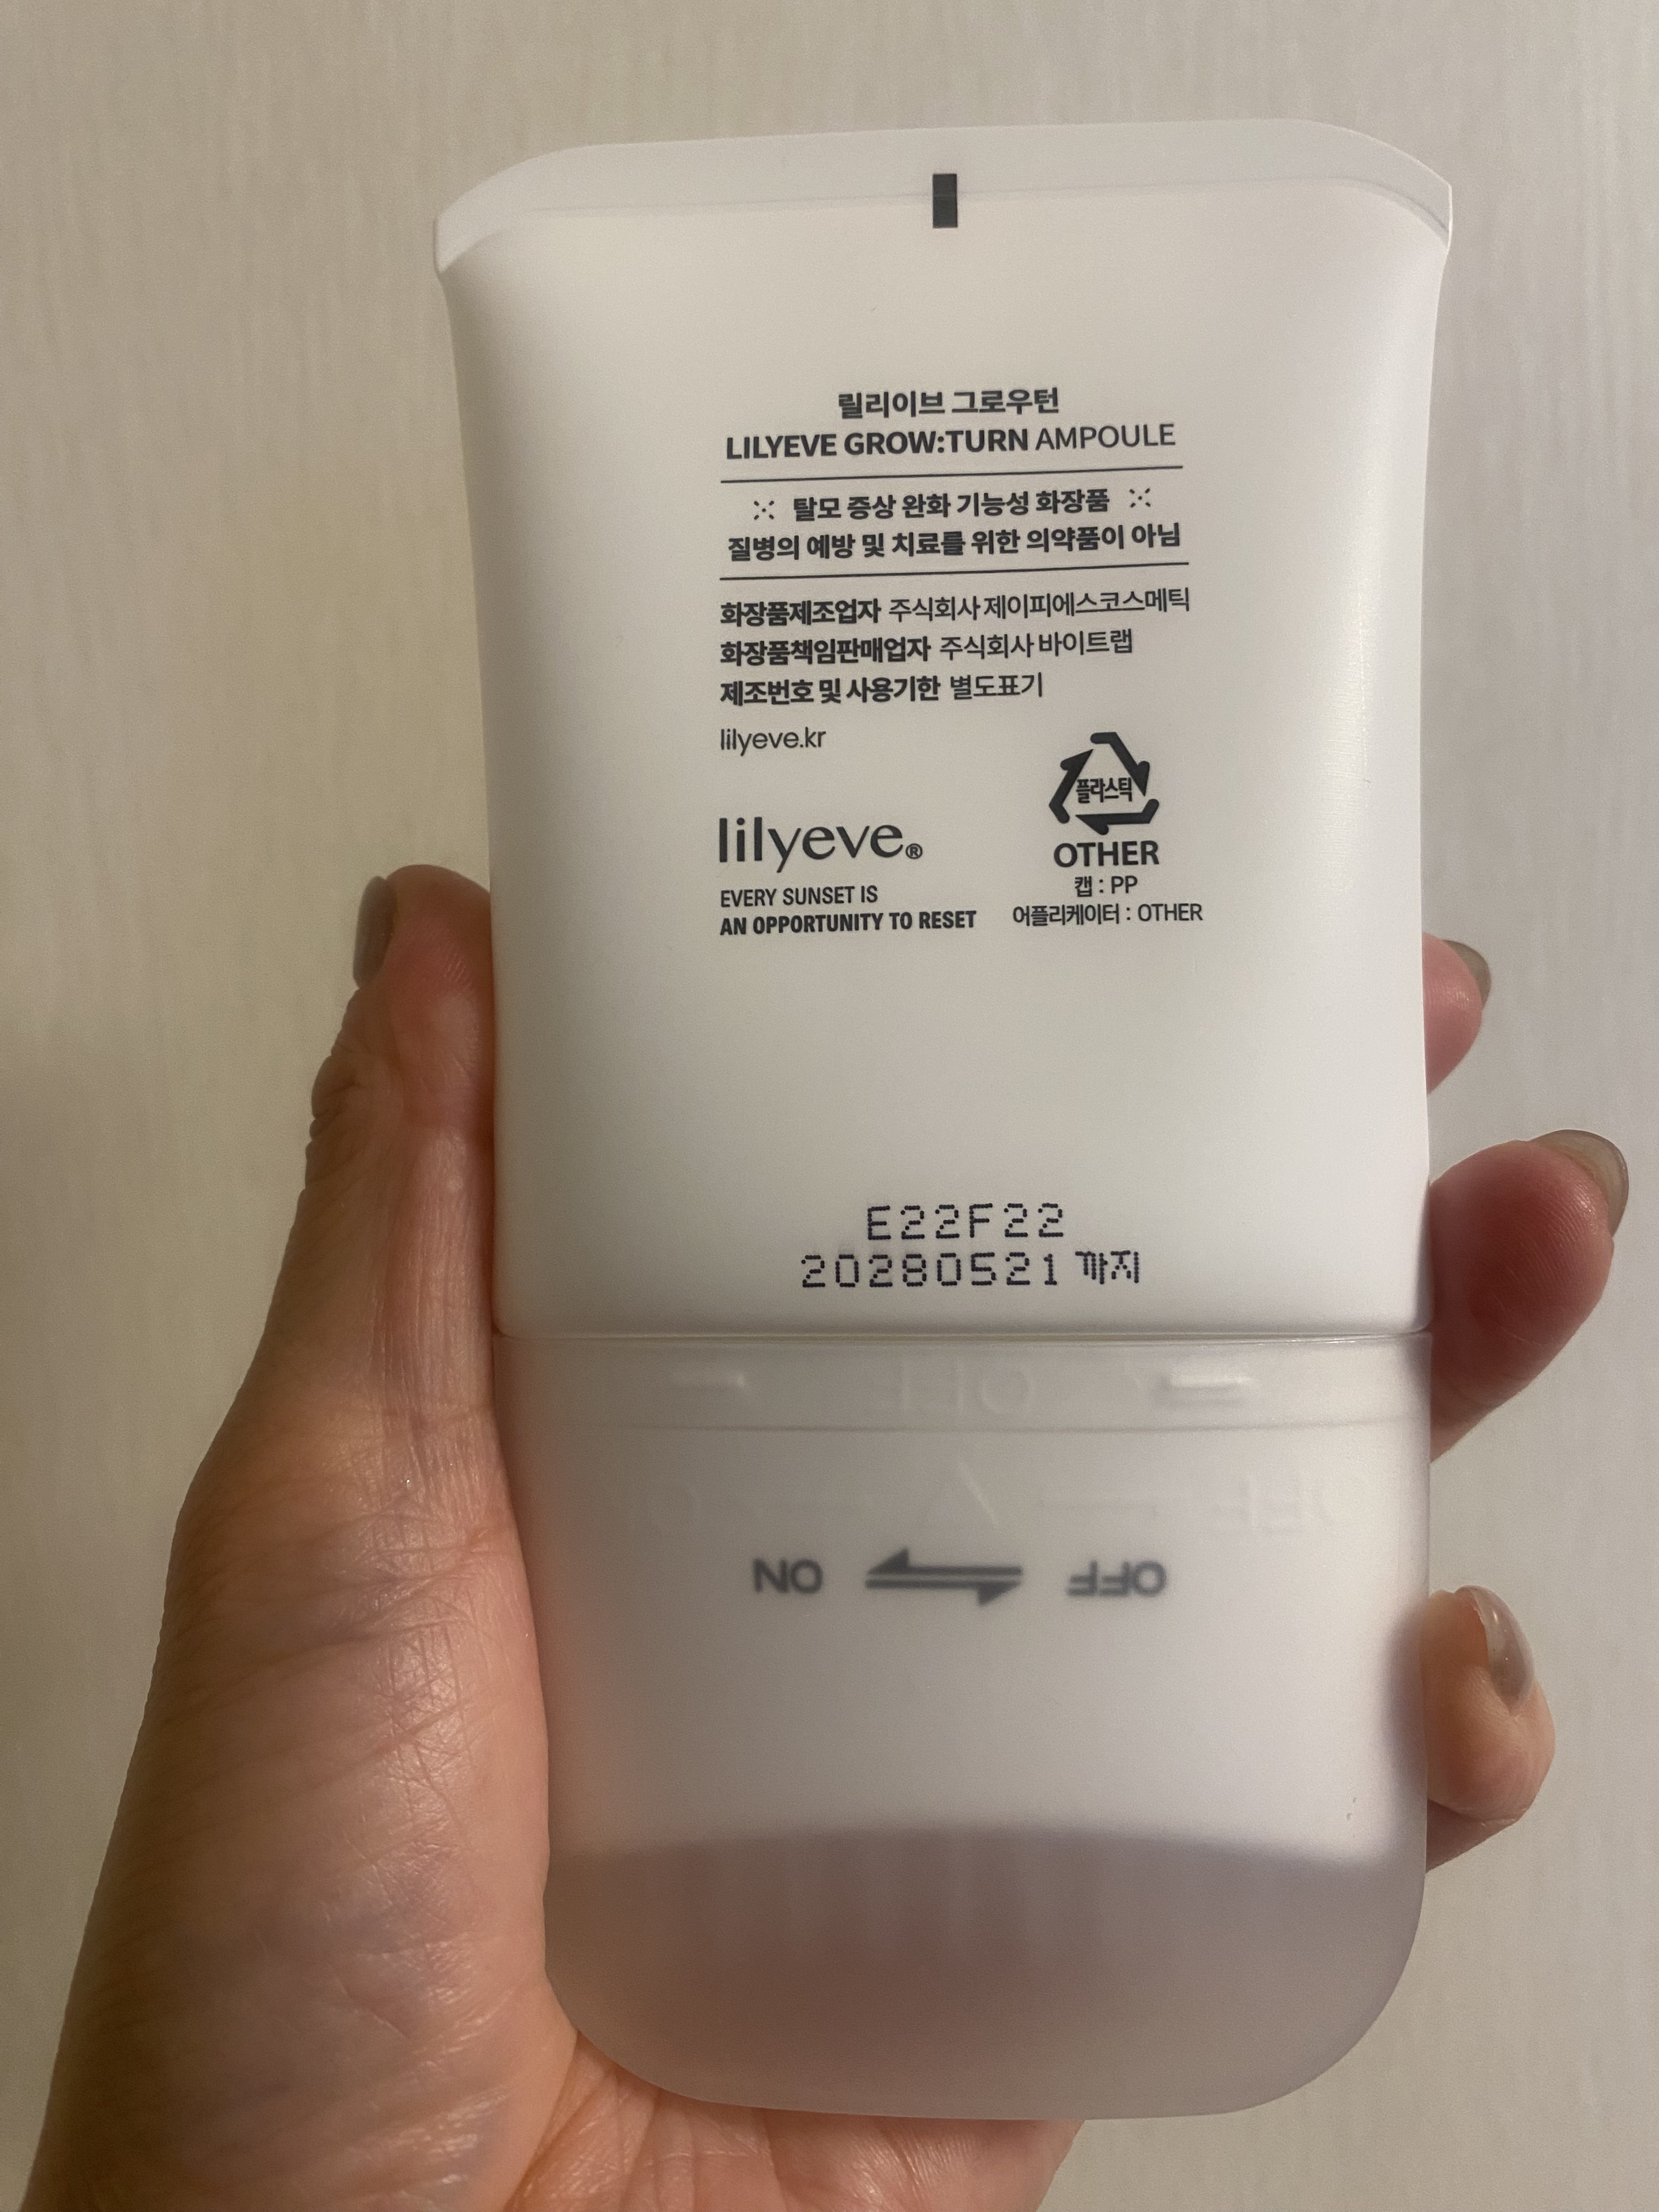 릴리이브 그로우턴
LILYEVE GROW:TURN AMPOULE
탈모 증상 완화 기능성 화장품
질병의 예방 및 치료를 위한 의약품이 아님
화장품제조업자 주식회사 제이피에스코스메틱
화장품책임판매업자 주식회사 바이트랩
제조번호 및 사용기한 별도표기
lilyeve.kr
플라스틱
OTHER
캡 : PP
어플리케이터 : OTHER
lilyeve®
EVERY SUNSET IS
AN OPPORTUNITY TO RESET
E22F22
20280521 까지
OFF ⇌ ON